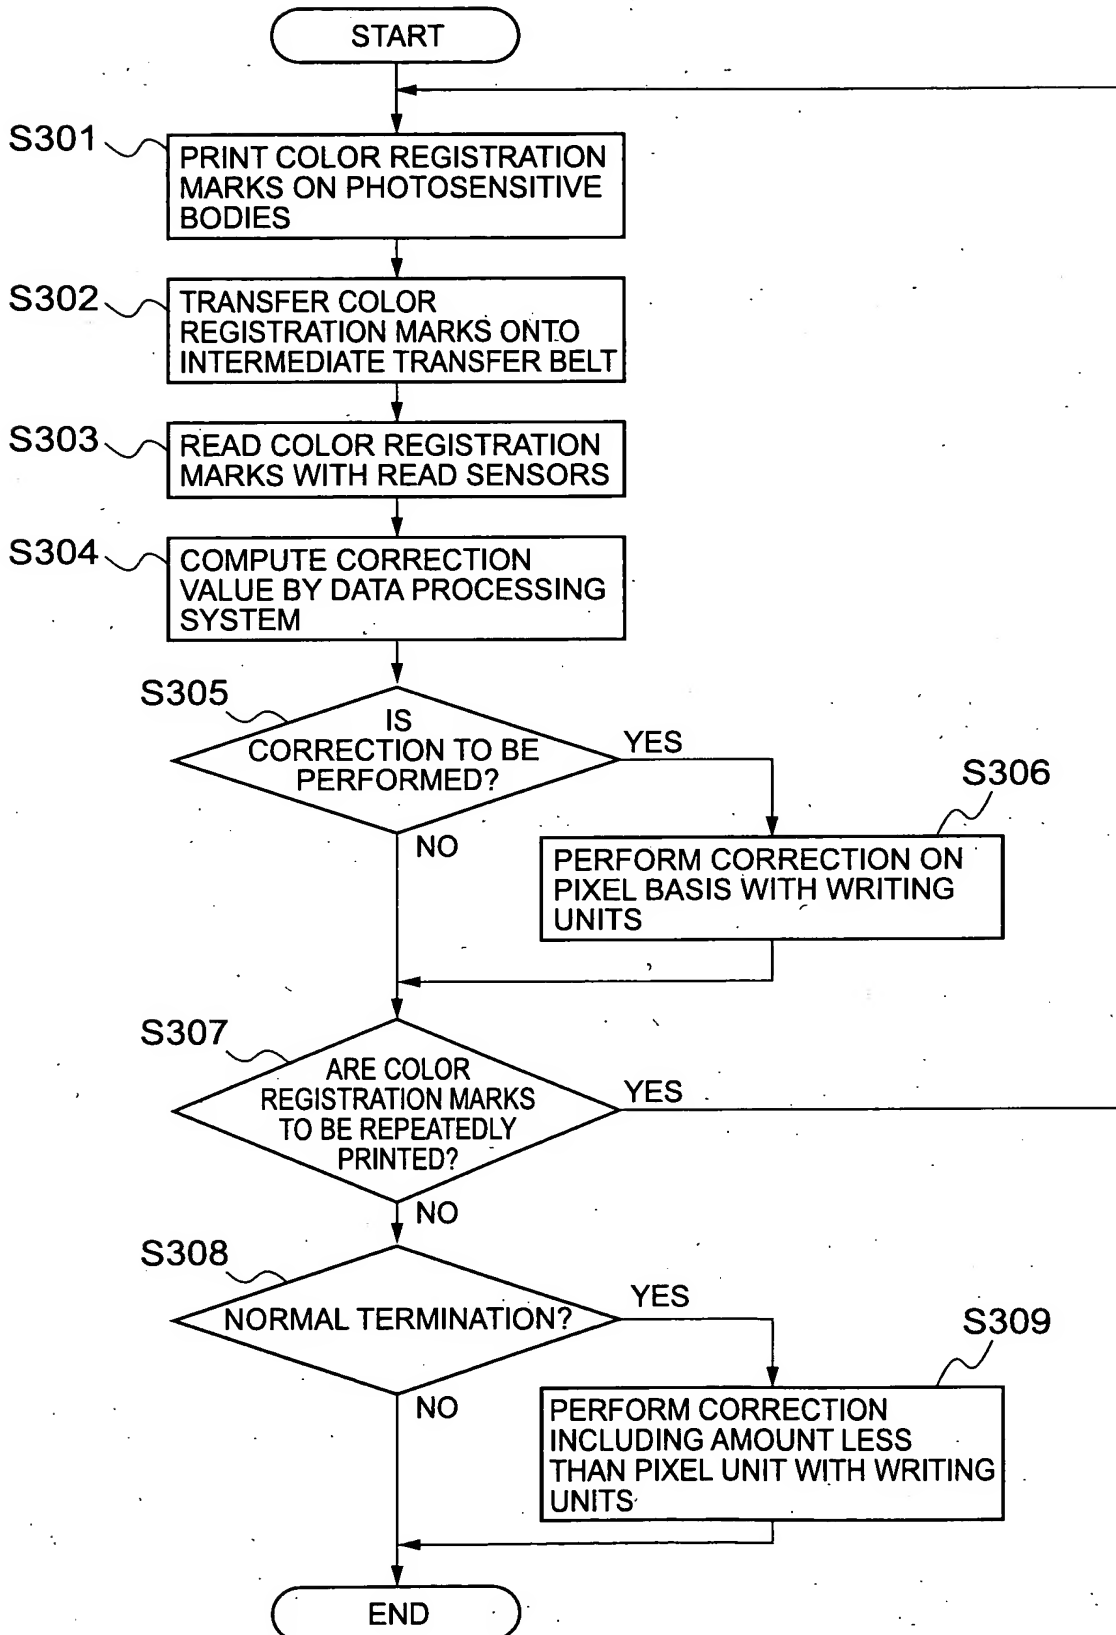 START
S301
PRINT COLOR REGISTRATION
MARKS ON PHOTOSENSITIVE
BODIES
S302
TRANSFER COLOR
REGISTRATION MARKS ONTO
INTERMEDIATE TRANSFER BELT
S303
READ COLOR REGISTRATION
MARKS WITH READ SENSORS
S304
COMPUTE CORRECTION
VALUE BY DATA PROCESSING
SYSTEM
S305
IS
CORRECTION TO BE
PERFORMED?
YES
NO
S306
PERFORM CORRECTION ON
PIXEL BASIS WITH WRITING
UNITS
S307
ARE COLOR
REGISTRATION MARKS
TO BE REPEATEDLY
PRINTED?
YES
NO
S308
NORMAL TERMINATION?
YES
NO
S309
PERFORM CORRECTION
INCLUDING AMOUNT LESS
THAN PIXEL UNIT WITH WRITING
UNITS
END